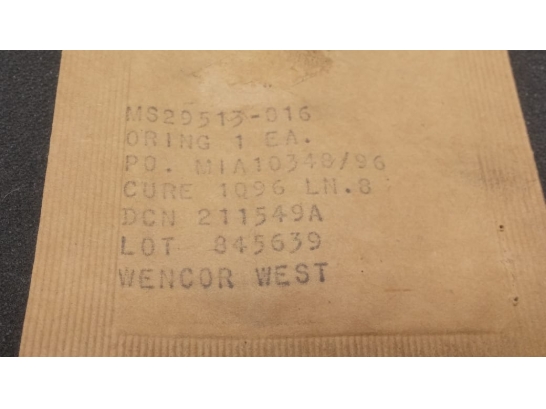 MS29513-016
ORING 1 EA.
PO. MIA10348/96
CURE 1Q96 LN.8
DCN 211549A
LOT 845639
WENCOR WEST